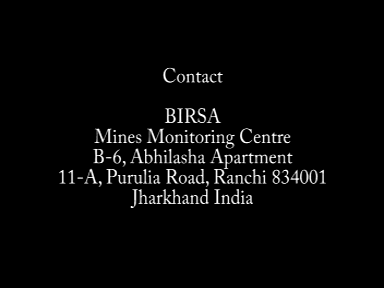 Contact
BIRSA
Mines Monitoring Centre
B-6, Abhilasha Apartment
11-A, Purulia Road, Ranchi 834001
Jharkhand India